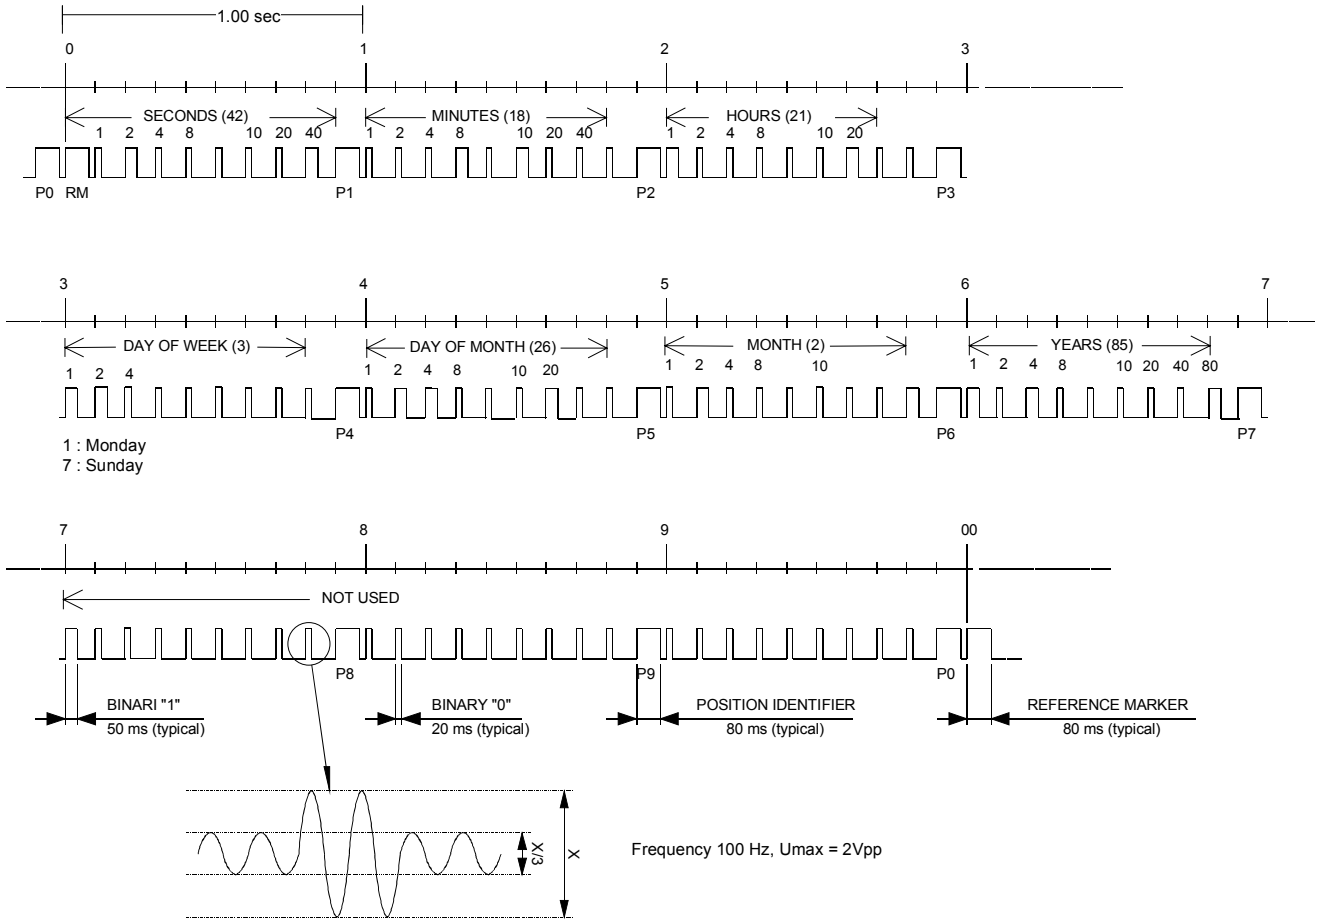 1.00 sec
0 1 2 3
SECONDS (42) MINUTES (18) HOURS (21)
1 2 4 8 10 20 40 1 2 4 8 10 20 40 1 2 4 8 10 20
P0 RM P1 P2 P3
3 4 5 6 7
DAY OF WEEK (3) DAY OF MONTH (26) MONTH (2) YEARS (85)
1 2 4 1 2 4 8 10 20 1 2 4 8 10 1 2 4 8 10 20 40 80
P4 P5 P6 P7
1 : Monday
7 : Sunday
7 8 9 00
NOT USED
P8 P9 P0
BINARI "1" BINARY "0" POSITION IDENTIFIER REFERENCE MARKER
50 ms (typical) 20 ms (typical) 80 ms (typical) 80 ms (typical)
X/3 X
Frequency 100 Hz, Umax = 2Vpp